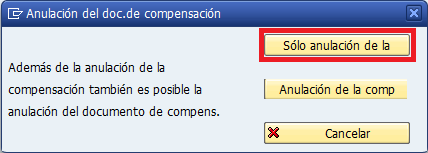 Anulación del doc.de compensación
Sólo anulación de la
Además de la anulación de la
compensación también es posible la
anulación del documento de compens.
Anulación de la comp
Cancelar